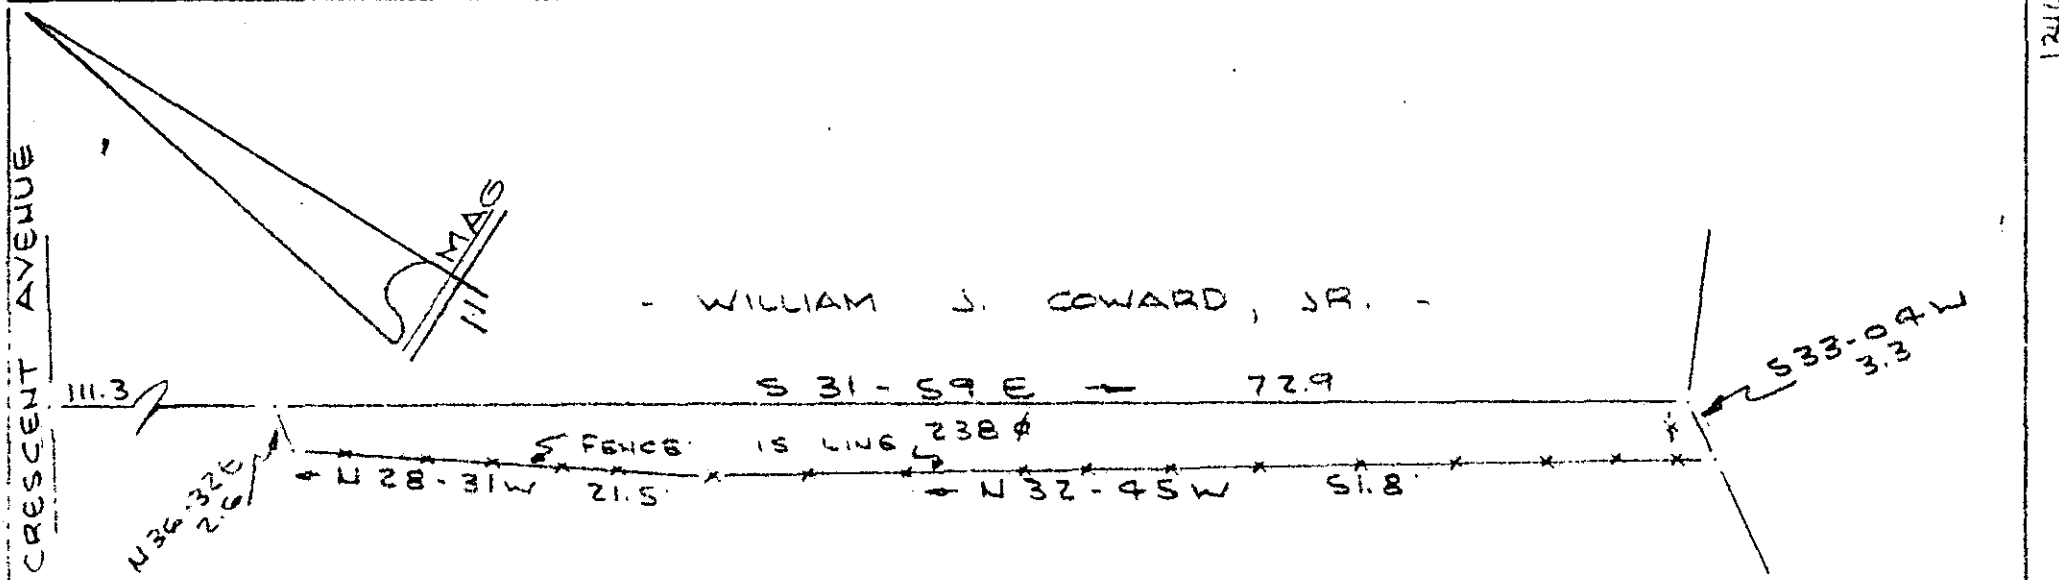 CRESCENT AVENUE
MAG
- WILLIAM J. COWARD, JR. -
111.3
S 31-59 E — 72.9
S33-04W
3.3
238 ¢
FENCE IS LINE
N 28-31W 21.5
N 32-45W 51.8
N36-32E
2.6